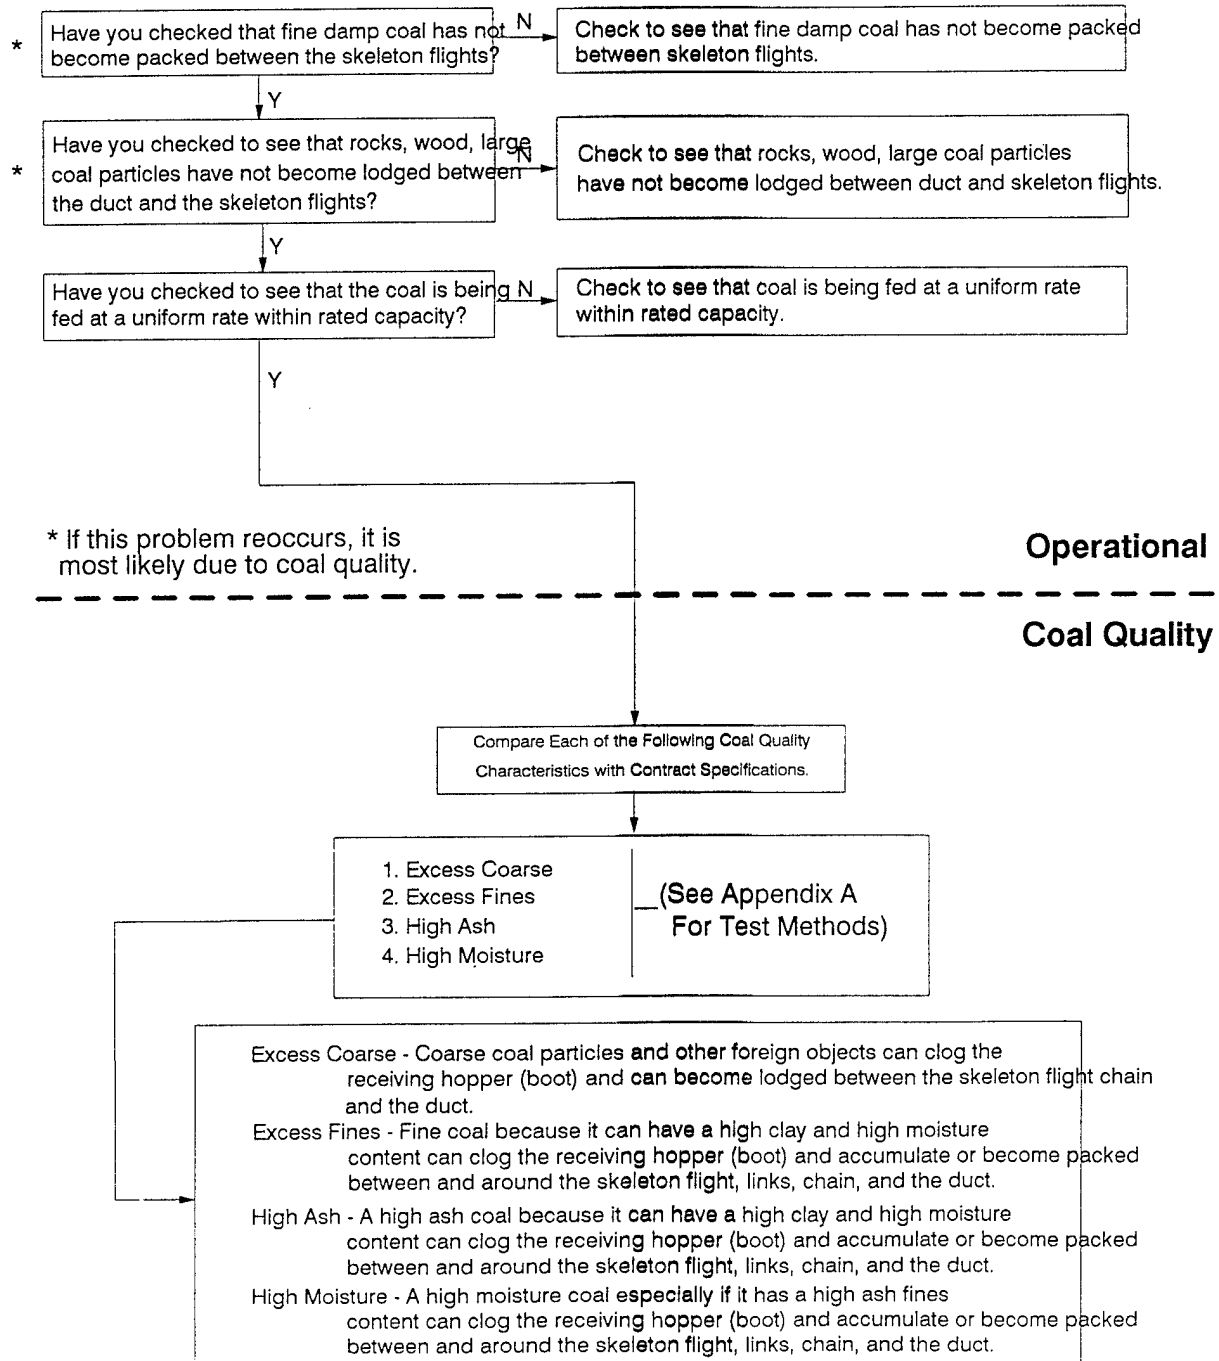 * Have you checked that fine damp coal has not
become packed between the skeleton flights?
N
Check to see that fine damp coal has not become packed
between skeleton flights.
Y
Have you checked to see that rocks, wood, large
* coal particles have not become lodged between
the duct and the skeleton flights?
N
Check to see that rocks, wood, large coal particles
have not become lodged between duct and skeleton flights.
Y
Have you checked to see that the coal is being
fed at a uniform rate within rated capacity?
N
Check to see that coal is being fed at a uniform rate
within rated capacity.
Y
* If this problem reoccurs, it is
most likely due to coal quality.
Operational
Coal Quality
Compare Each of the Following Coal Quality
Characteristics with Contract Specifications.
1. Excess Coarse
2. Excess Fines
3. High Ash
4. High Moisture
(See Appendix A
For Test Methods)
Excess Coarse - Coarse coal particles and other foreign objects can clog the
receiving hopper (boot) and can become lodged between the skeleton flight chain
and the duct.
Excess Fines - Fine coal because it can have a high clay and high moisture
content can clog the receiving hopper (boot) and accumulate or become packed
between and around the skeleton flight, links, chain, and the duct.
High Ash - A high ash coal because it can have a high clay and high moisture
content can clog the receiving hopper (boot) and accumulate or become packed
between and around the skeleton flight, links, chain, and the duct.
High Moisture - A high moisture coal especially if it has a high ash fines
content can clog the receiving hopper (boot) and accumulate or become packed
between and around the skeleton flight, links, chain, and the duct.